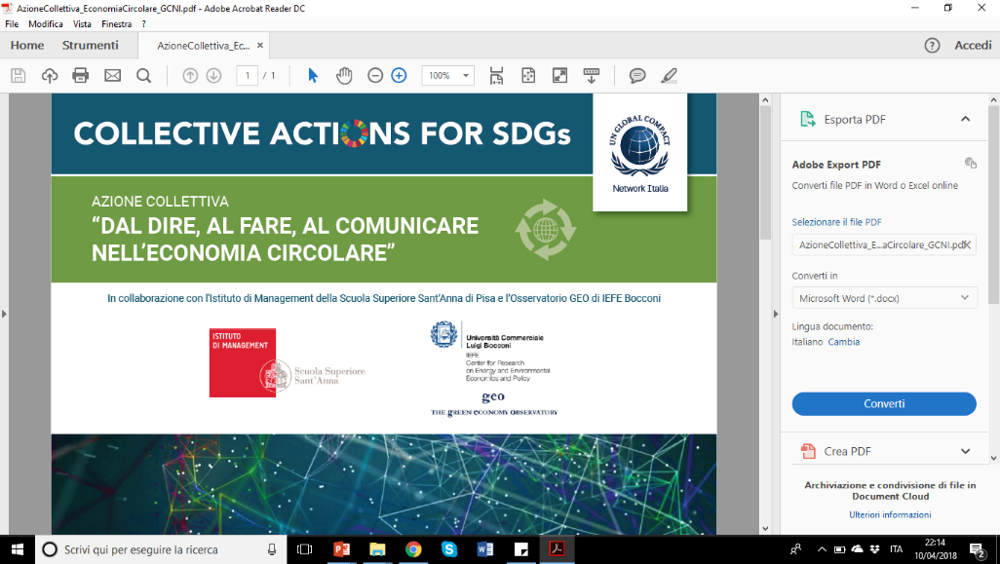 AzioneCollettiva_EconomiaCircolare_GCNI.pdf - Adobe Acrobat Reader DC
File Modifica Vista Finestra ?
Home Strumenti AzioneCollettiva_Ec... × ? Accedi
1 / 1 100%
COLLECTIVE ACTIONS FOR SDGs
UN GLOBAL COMPACT
Network Italia
AZIONE COLLETTIVA
“DAL DIRE, AL FARE, AL COMUNICARE
NELL’ECONOMIA CIRCOLARE”
In collaborazione con l’Istituto di Management della Scuola Superiore Sant’Anna di Pisa e l’Osservatorio GEO di IEFE Bocconi
ISTITUTO
DI MANAGEMENT
Scuola Superiore
Sant’Anna
Università Commerciale
Luigi Bocconi
IEFE
Center for Research
on Energy and Environmental
Economics and Policy
geo
THE GREEN ECONOMY OBSERVATORY
Esporta PDF
Adobe Export PDF
Converti file PDF in Word o Excel online
Selezionare il file PDF
AzioneCollettiva_E...aCircolare_GCNI.pdf
Converti in
Microsoft Word (*.docx)
Lingua documento:
Italiano Cambia
Converti
Crea PDF
Archiviazione e condivisione di file in
Document Cloud
Ulteriori informazioni
Scrivi qui per eseguire la ricerca
ITA
22:14
10/04/2018
2